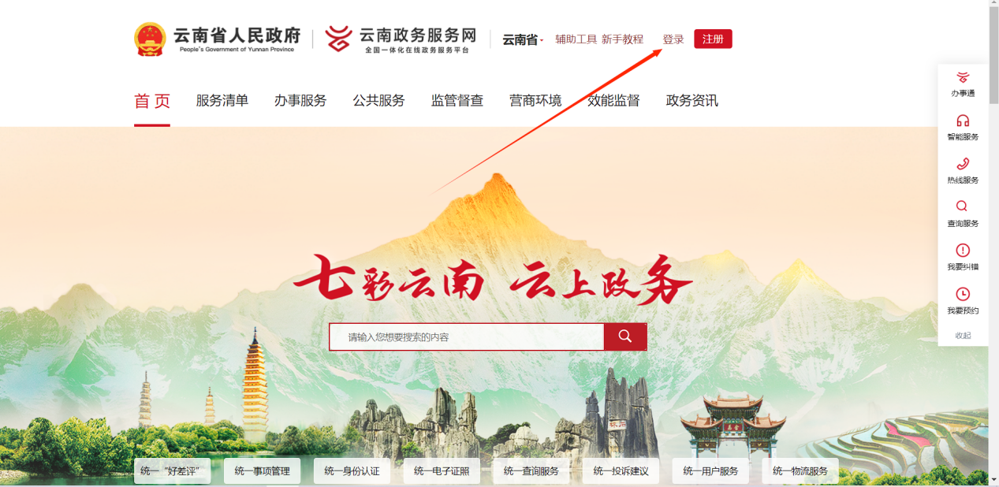 云南省人民政府
People's Government of Yunnan Province
云南政务服务网
全国一体化在线政务服务平台
云南省
辅助工具 新手教程 登录 注册
首 页 服务清单 办事服务 公共服务 监管督查 营商环境 效能监督 政务资讯
七彩云南 云上政务
请输入您想要搜索的内容
统一“好差评” 统一事项管理 统一身份认证 统一电子证照 统一查询服务 统一投诉建议 统一用户服务 统一物流服务
办事通
智能服务
热线服务
查询服务
我要纠错
我要预约
收起